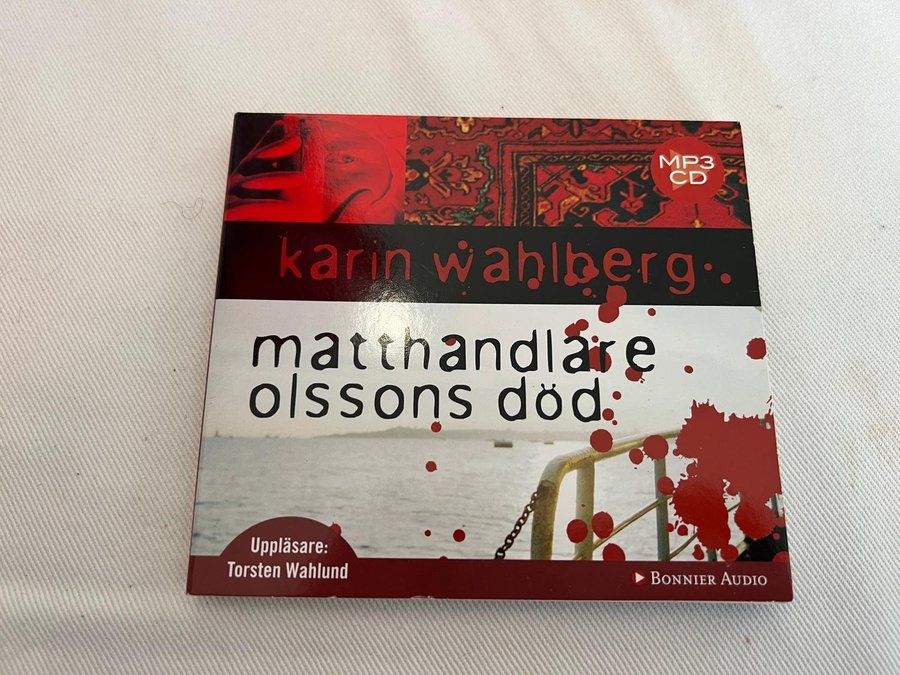 MP3
CD
karin wahlberg
matthandlare
olssons död
Uppläsare:
Torsten Wahlund
BONNIER AUDIO